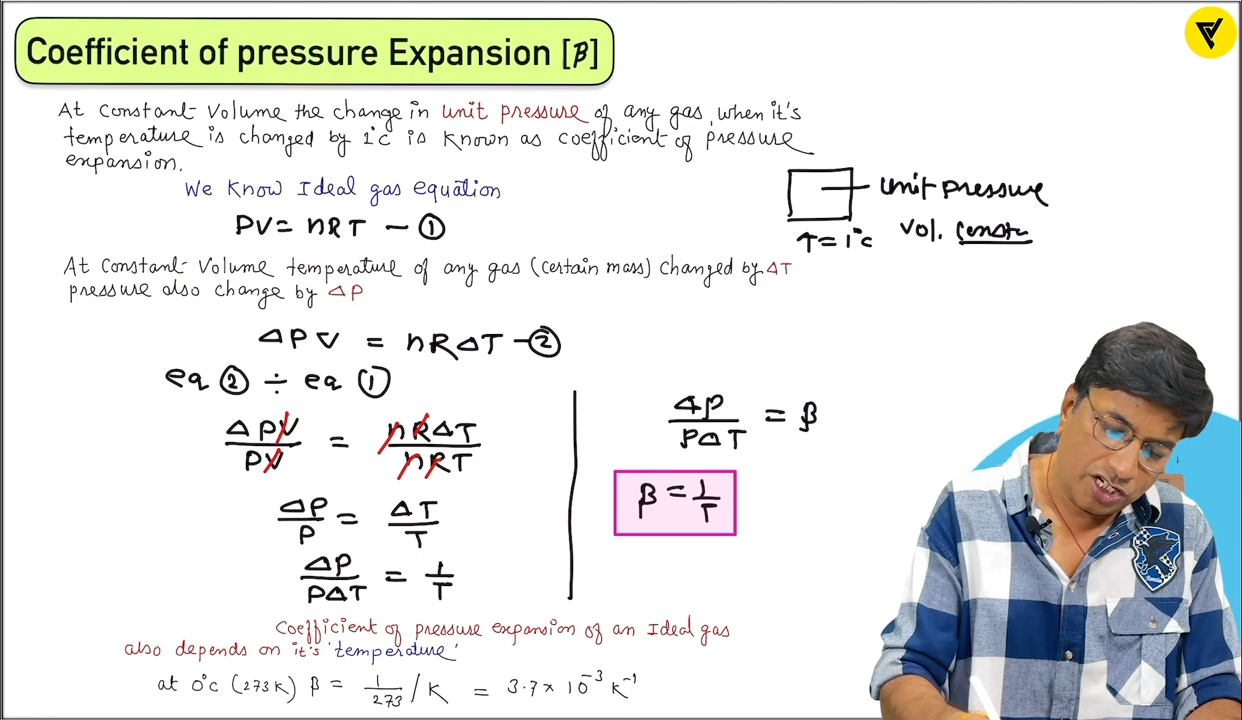 Coefficient of pressure Expansion [β]
At Constant Volume the change in unit pressure of any gas, when it's
temperature is changed by 1°C is known as coefficient of pressure
expansion.
We know Ideal gas equation
PV = nRT — ①
unit pressure
Vol. Const
↑ = 1°C
At Constant Volume temperature of any gas (certain mass) changed by ΔT
pressure also change by ΔP
ΔPV = nRΔT — ②
eq ② ÷ eq ①
ΔPV/PV = nRΔT/nRT
ΔP/P = ΔT/T
ΔP/PΔT = 1/T
ΔP/PΔT = β
β = 1/T
Coefficient of pressure expansion of an Ideal gas
also depends on it's 'temperature'
at 0°C (273K) β = 1/273 /K = 3.7 × 10⁻³ K⁻¹